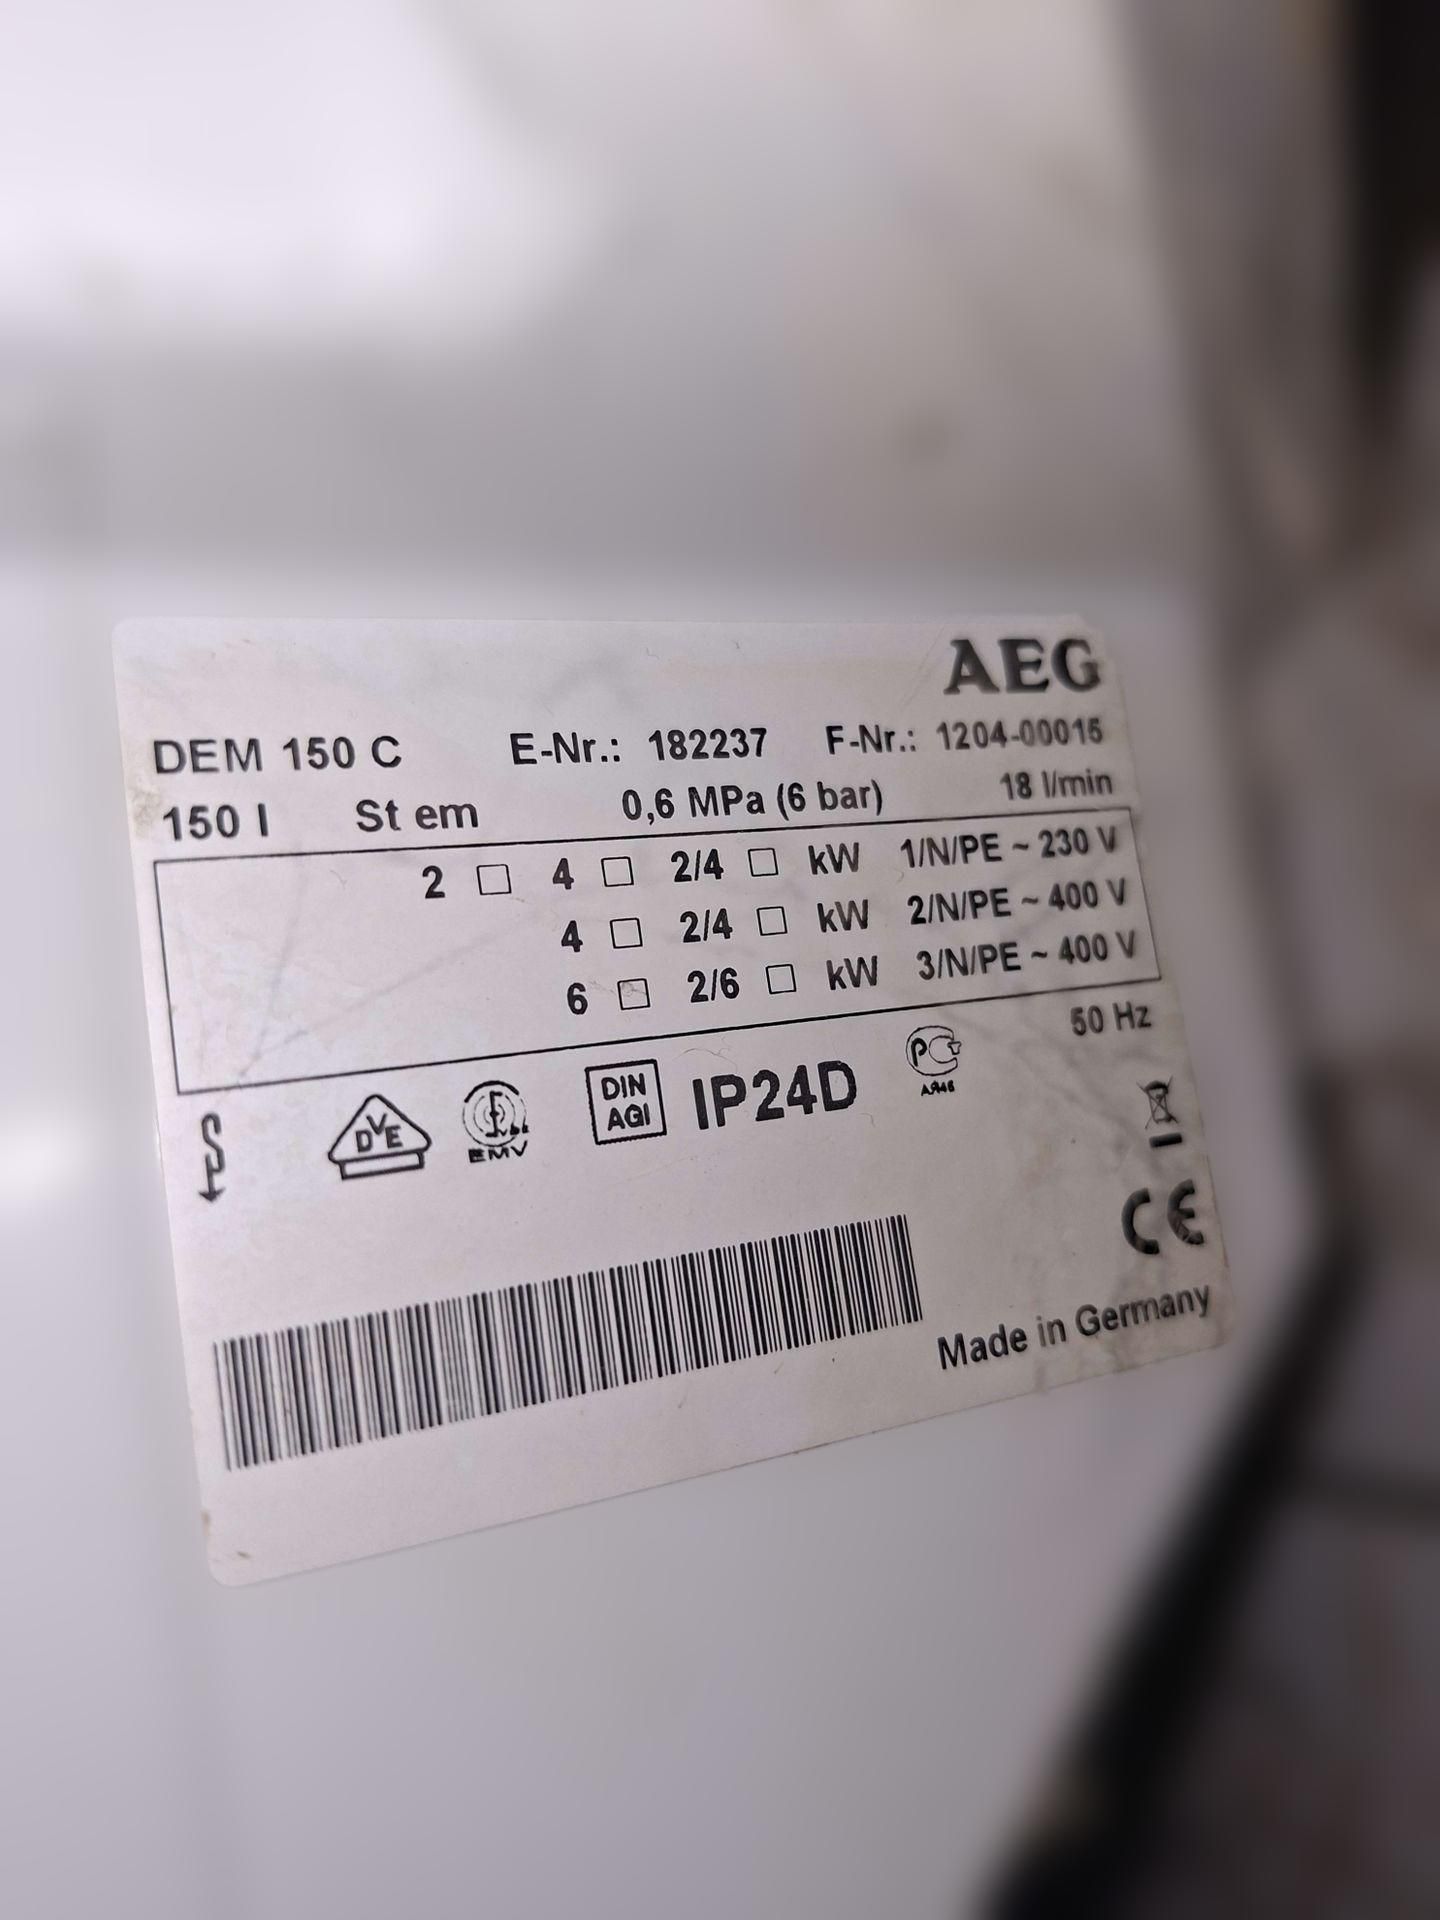 AEG
DEM 150 C E-Nr.: 182237 F-Nr.: 1204-00015
150 l St em 0,6 MPa (6 bar) 18 l/min
2 □ 4 □ 2/4 □ kW 1/N/PE ~ 230 V
4 □ 2/4 □ kW 2/N/PE ~ 400 V
6 □ 2/6 □ kW 3/N/PE ~ 400 V
50 Hz
DVE EMV DIN AGI IP24D PCT
CE
Made in Germany